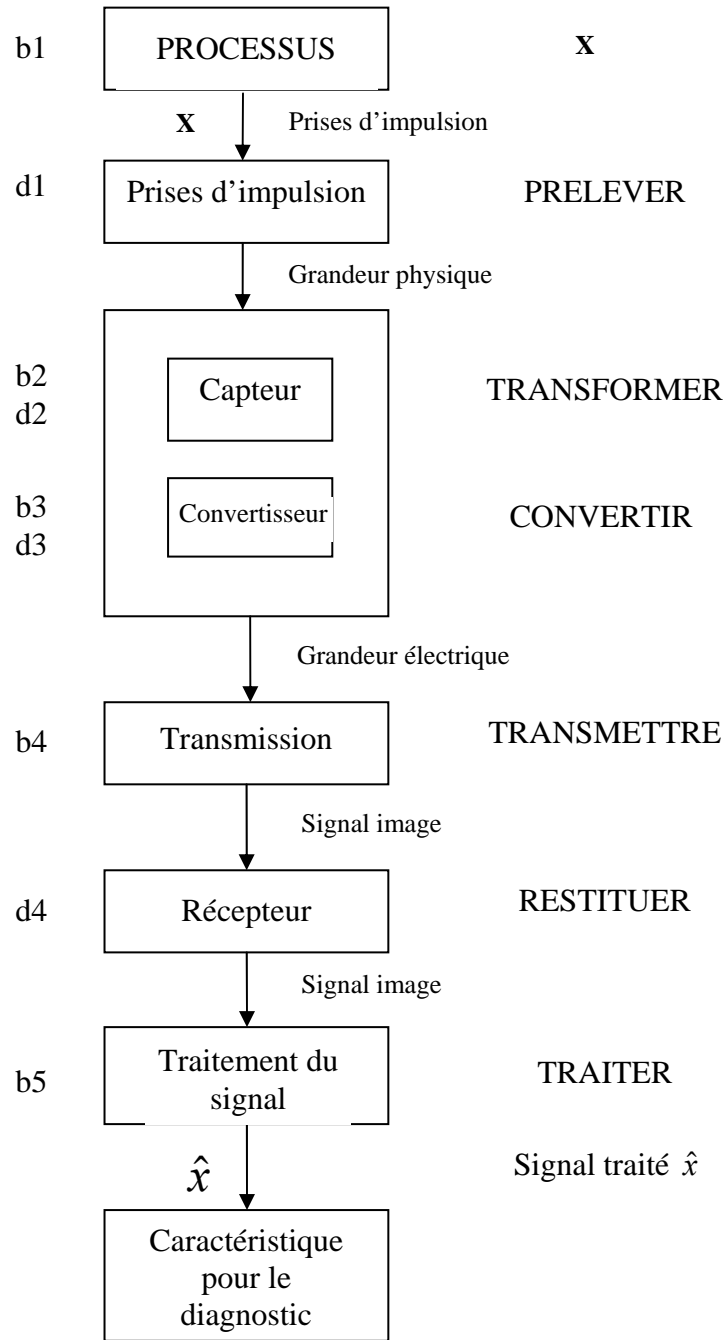 b1 PROCESSUS x
x Prises d’impulsion
d1 Prises d’impulsion PRELEVER
Grandeur physique
b2 Capteur TRANSFORMER
d2
b3 Convertisseur CONVERTIR
d3
Grandeur électrique
b4 Transmission TRANSMETTRE
Signal image
d4 Récepteur RESTITUER
Signal image
b5 Traitement du TRAITER
signal
x̂ Signal traité x̂
Caractéristique
pour le
diagnostic